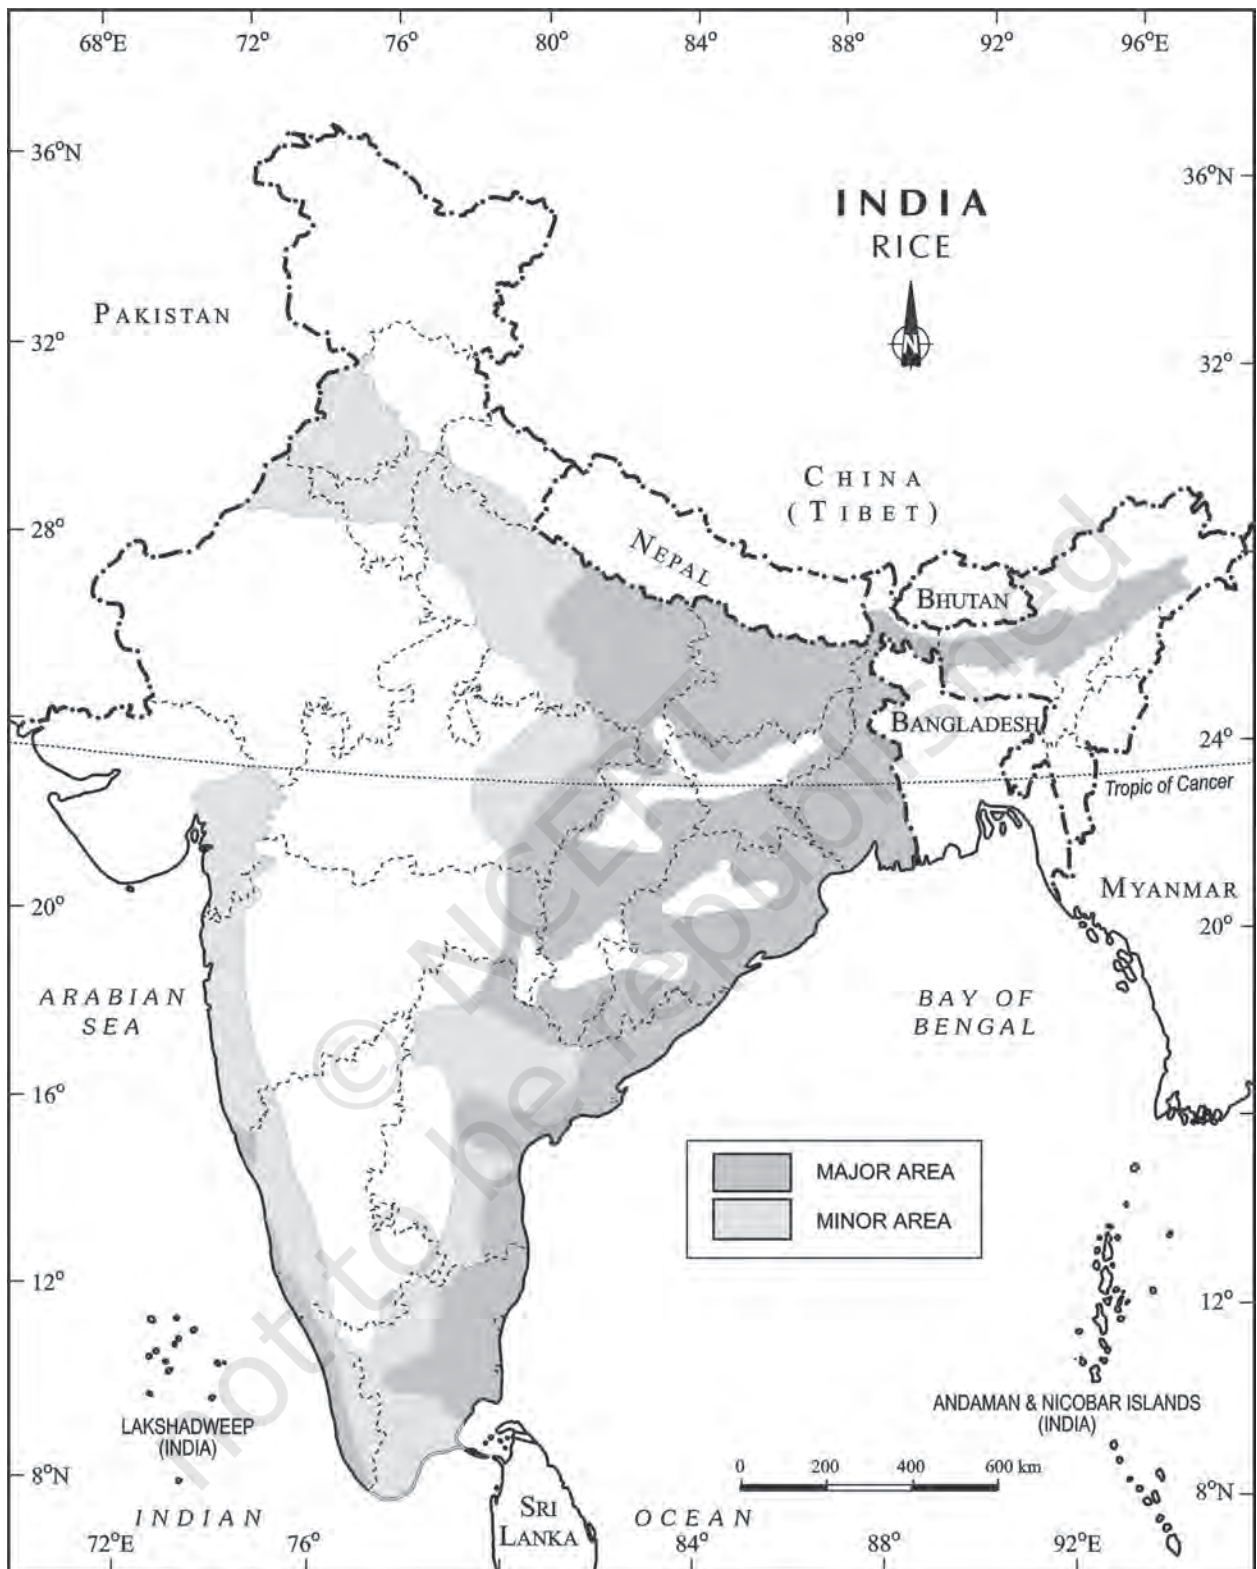 68°E 72° 76° 80° 84° 88° 92° 96°E
36°N
36°N
INDIA
RICE
N
PAKISTAN
32°
32°
CHINA
(TIBET)
28°
NEPAL
BHUTAN
BANGLADESH
24°
Tropic of Cancer
20°
MYANMAR
20°
ARABIAN
SEA
BAY OF
BENGAL
16°
MAJOR AREA
MINOR AREA
12°
12°
LAKSHADWEEP
(INDIA)
ANDAMAN & NICOBAR ISLANDS
(INDIA)
8°N
0 200 400 600 km
8°N
INDIAN
SRI
LANKA
OCEAN
72°E 76° 84° 88° 92°E
© NCERT
not to be republished